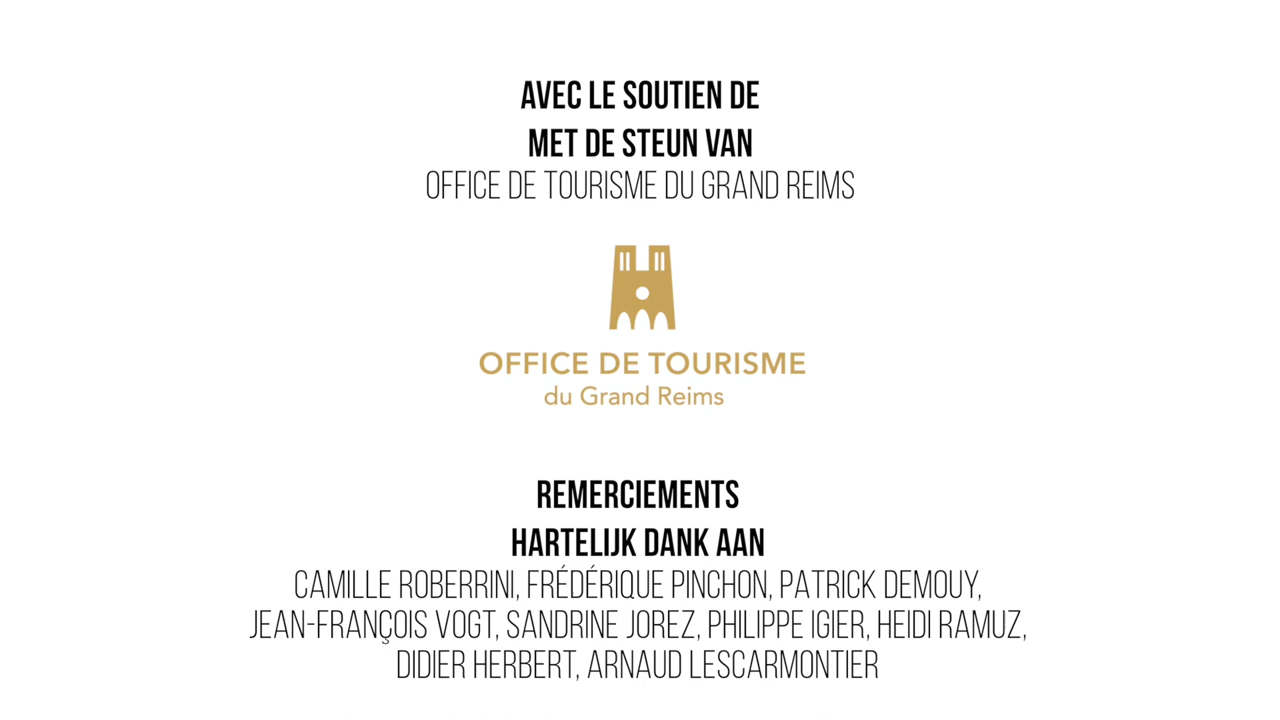 AVEC LE SOUTIEN DE
MET DE STEUN VAN
OFFICE DE TOURISME DU GRAND REIMS
OFFICE DE TOURISME
du Grand Reims
REMERCIEMENTS
HARTELIJK DANK AAN
CAMILLE ROBERRINI, FRÉDÉRIQUE PINCHON, PATRICK DEMOUY,
JEAN-FRANÇOIS VOGT, SANDRINE JOREZ, PHILIPPE IGIER, HEIDI RAMUZ,
DIDIER HERBERT, ARNAUD LESCARMONTIER